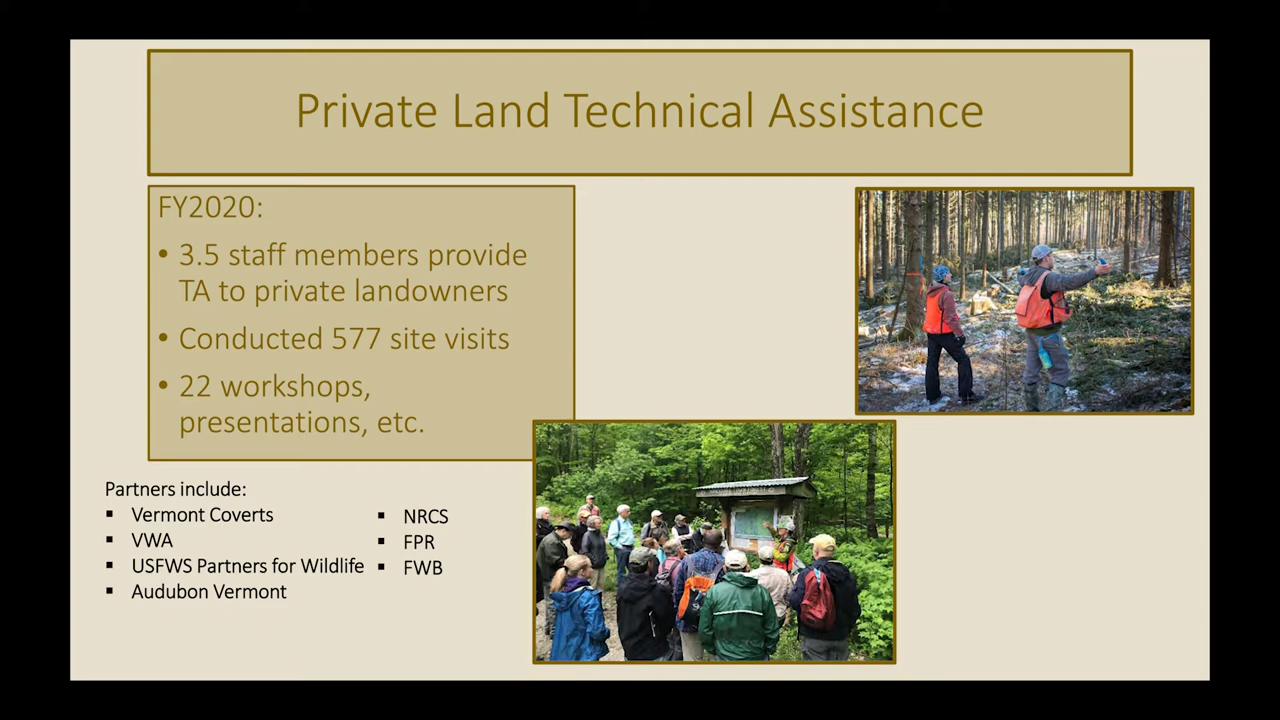 Private Land Technical Assistance
FY2020:
• 3.5 staff members provide
TA to private landowners
• Conducted 577 site visits
• 22 workshops,
presentations, etc.
Partners include:
▪ Vermont Coverts
▪ VWA
▪ USFWS Partners for Wildlife
▪ Audubon Vermont
▪ NRCS
▪ FPR
▪ FWB